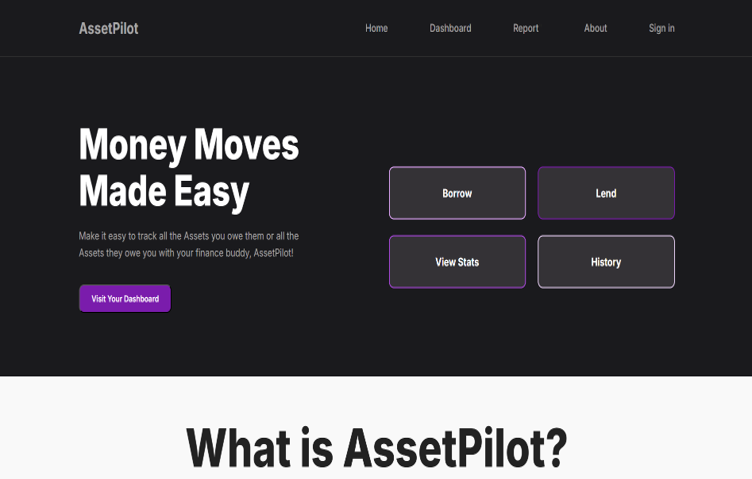 AssetPilot
Home
Dashboard
Report
About
Sign in
Money Moves
Made Easy
Make it easy to track all the Assets you owe them or all the
Assets they owe you with your finance buddy, AssetPilot!
Visit Your Dashboard
Borrow
Lend
View Stats
History
What is AssetPilot?